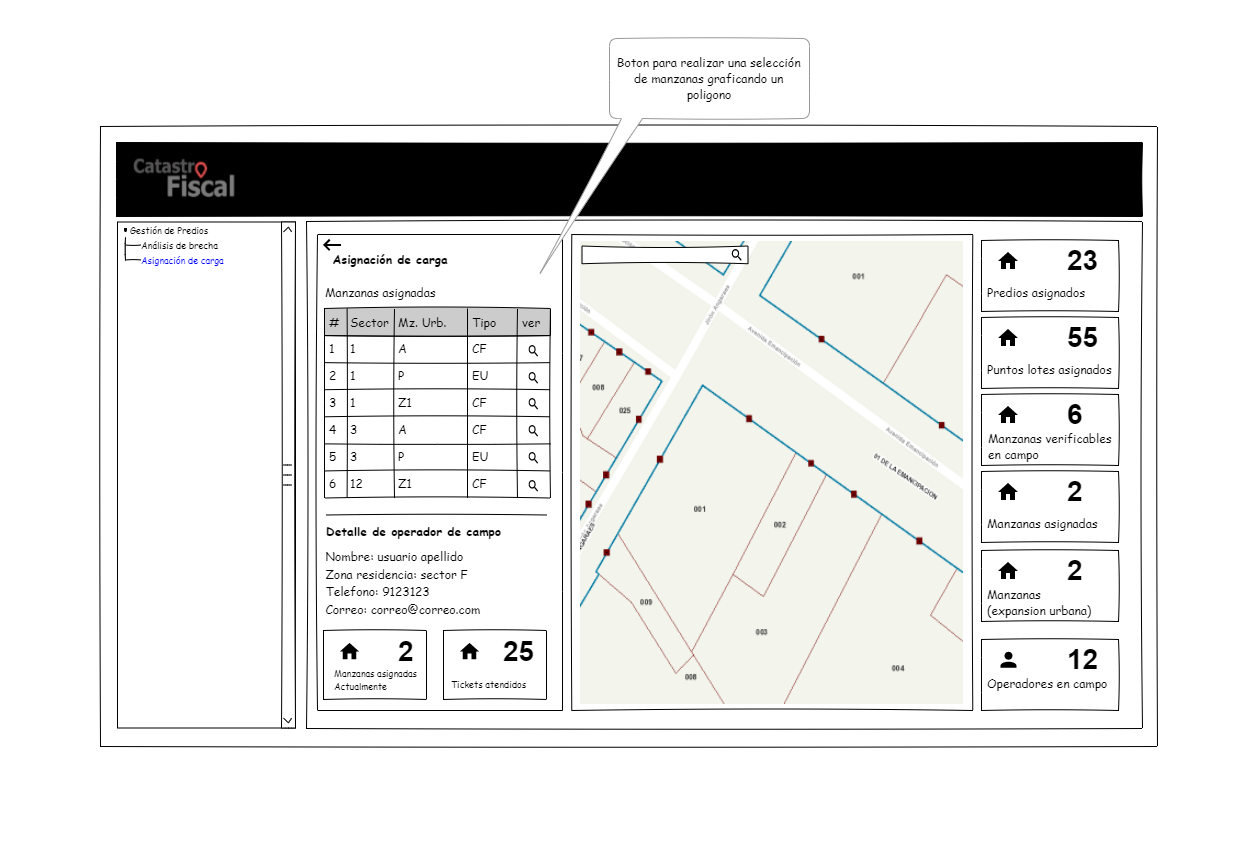 Boton para realizar una selección
de manzanas graficando un
poligono
Catastro
Fiscal
Gestión de Predios
Análisis de brecha
Asignación de carga
Asignación de carga
Manzanas asignadas
# Sector Mz. Urb. Tipo ver
1 1 A CF
2 1 P EU
3 1 Z1 CF
4 3 A CF
5 3 P EU
6 12 Z1 CF
Detalle de operador de campo
Nombre: usuario apellido
Zona residencia: sector F
Telefono: 9123123
Correo: correo@correo.com
2
Manzanas asignadas
Actualmente
25
Tickets atendidos
001
Jirón Angaraes
Avenida Emancipación
008
025
Avenida Emancipación
01 DE LA EMANCIPACION
001
002
009
003
004
008
23
Predios asignados
55
Puntos lotes asignados
6
Manzanas verificables
en campo
2
Manzanas asignadas
2
Manzanas
(expansion urbana)
12
Operadores en campo